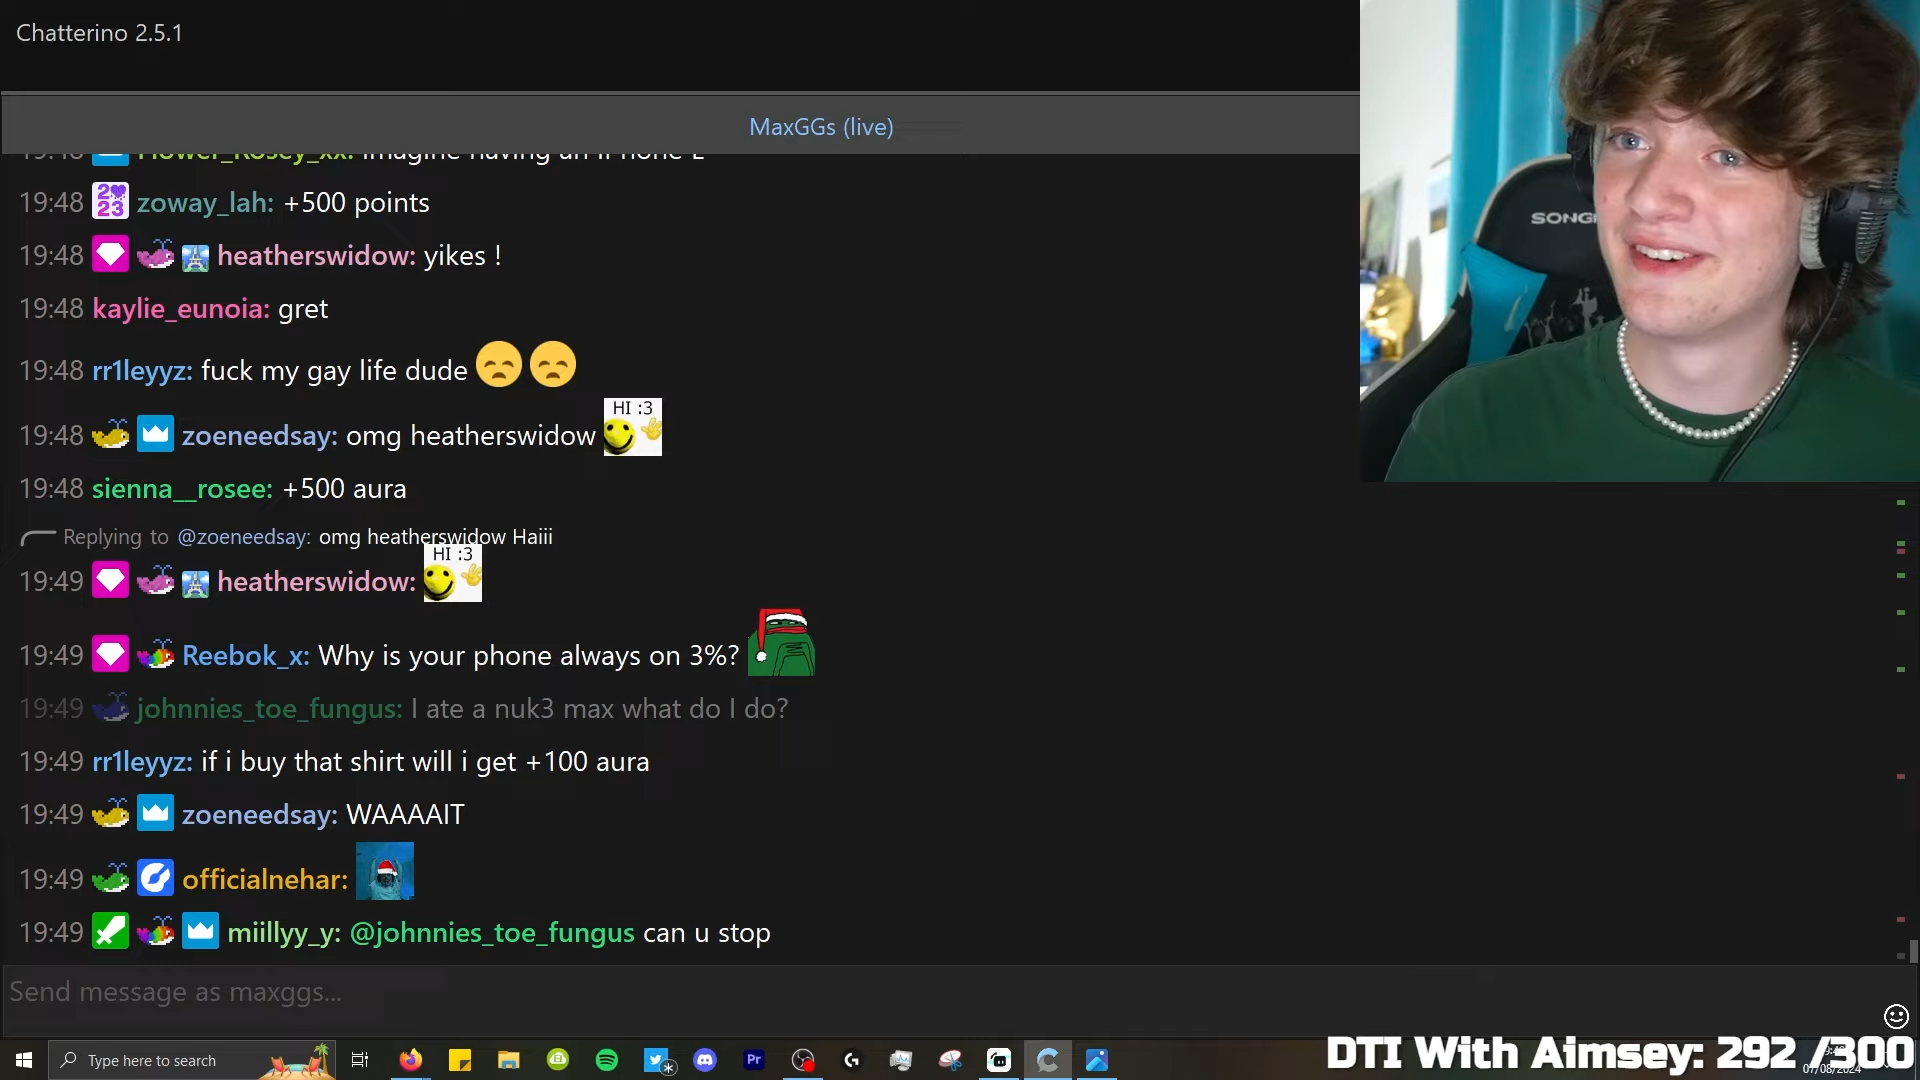 Chatterino 2.5.1
MaxGGs (live)
zoway_lah: +500 points
19:48
19:48 heatherswidow: yikes !
19:48 kaylie_eunoia: gret
19:48 rr1leyyz: fuck my gay life dude
HI :3
19:48 zoeneedsay: omg heatherswidow
19:48 sienna__rosee: +500 aura
Replying to @zoeneedsay: omg heatherswidow Haiii
HI :3
19:49 heatherswidow:
19:49 Reebok_x: Why is your phone always on 3%?
19:49 johnnies_toe_fungus: I ate a nuk3 max what do I do?
19:49 rr1leyyz: if i buy that shirt will i get +100 aura
19:49 zoeneedsay: WAAAAIT
19:49 officialnehar:
19:49 miillyy_y: @johnnies_toe_fungus can u stop
Send message as maxggs...
Type here to search
Pr
DTI With Aimsey: 292 /300
07/08/2024